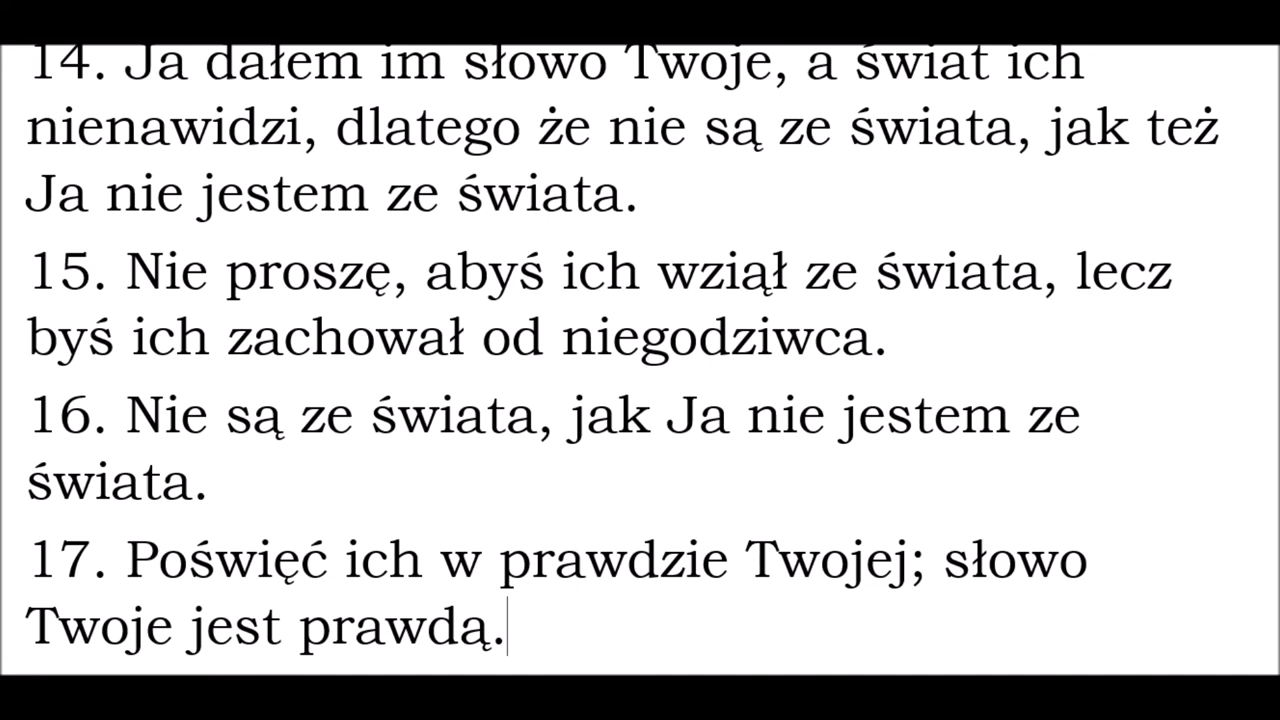 14. Ja dałem im słowo Twoje, a świat ich
nienawidzi, dlatego że nie są ze świata, jak też
Ja nie jestem ze świata.
15. Nie proszę, abyś ich wziął ze świata, lecz
byś ich zachował od niegodziwca.
16. Nie są ze świata, jak Ja nie jestem ze
świata.
17. Poświęć ich w prawdzie Twojej; słowo
Twoje jest prawdą.